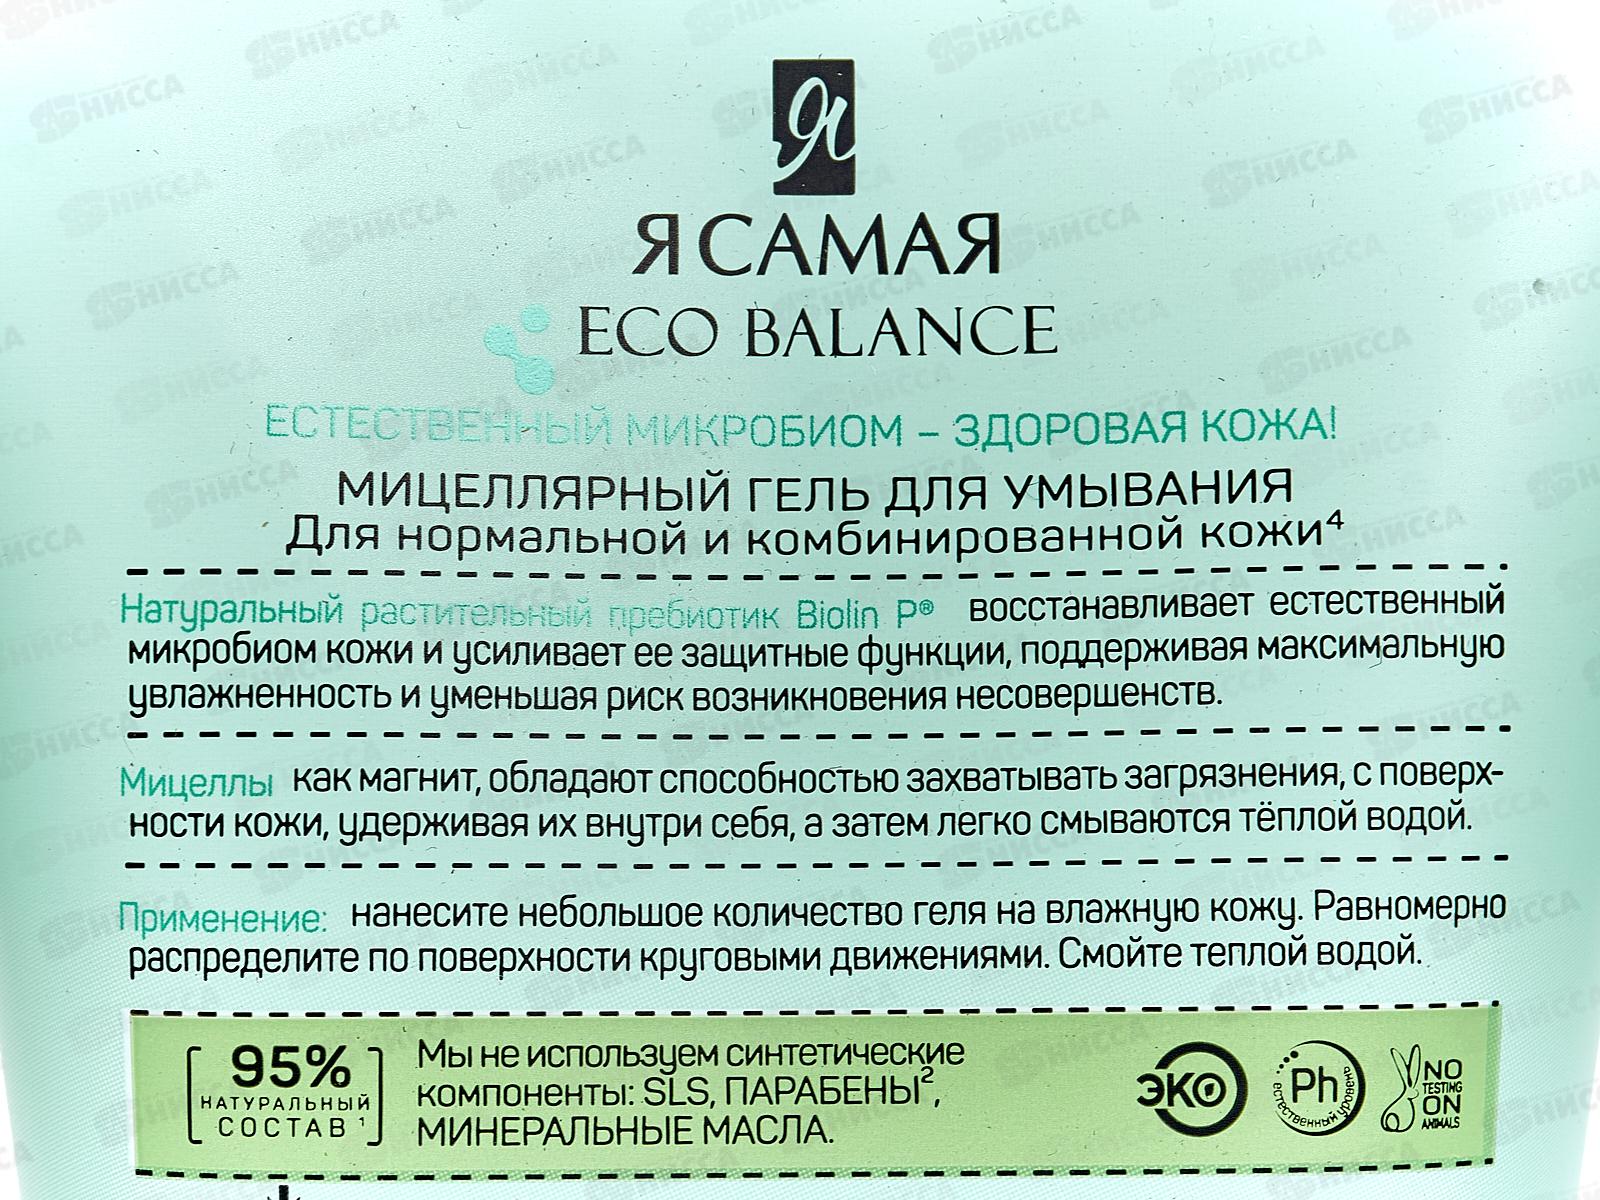 Я
Я САМАЯ
ECO BALANCE
ЕСТЕСТВЕННЫЙ МИКРОБИОМ – ЗДОРОВАЯ КОЖА!
МИЦЕЛЛЯРНЫЙ ГЕЛЬ ДЛЯ УМЫВАНИЯ
Для нормальной и комбинированной кожи⁴
Натуральный растительный пребиотик Biolin P® восстанавливает естественный
микробиом кожи и усиливает ее защитные функции, поддерживая максимальную
увлажненность и уменьшая риск возникновения несовершенств.
Мицеллы как магнит, обладают способностью захватывать загрязнения, с поверх-
ности кожи, удерживая их внутри себя, а затем легко смываются тёплой водой.
Применение: нанесите небольшое количество геля на влажную кожу. Равномерно
распределите по поверхности круговыми движениями. Смойте теплой водой.
95%
НАТУРАЛЬНЫЙ
СОСТАВ ¹
Мы не используем синтетические
компоненты: SLS, ПАРАБЕНЫ²,
МИНЕРАЛЬНЫЕ МАСЛА.
ЭКО
Ph
естественный уровень
NO
TESTING
ON
ANIMALS
НИССА